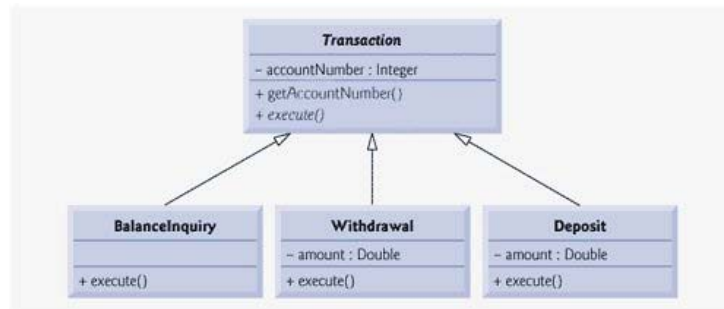 Transaction
– accountNumber : Integer
+ getAccountNumber()
+ execute()
BalanceInquiry
+ execute()
Withdrawal
– amount : Double
+ execute()
Deposit
– amount : Double
+ execute()